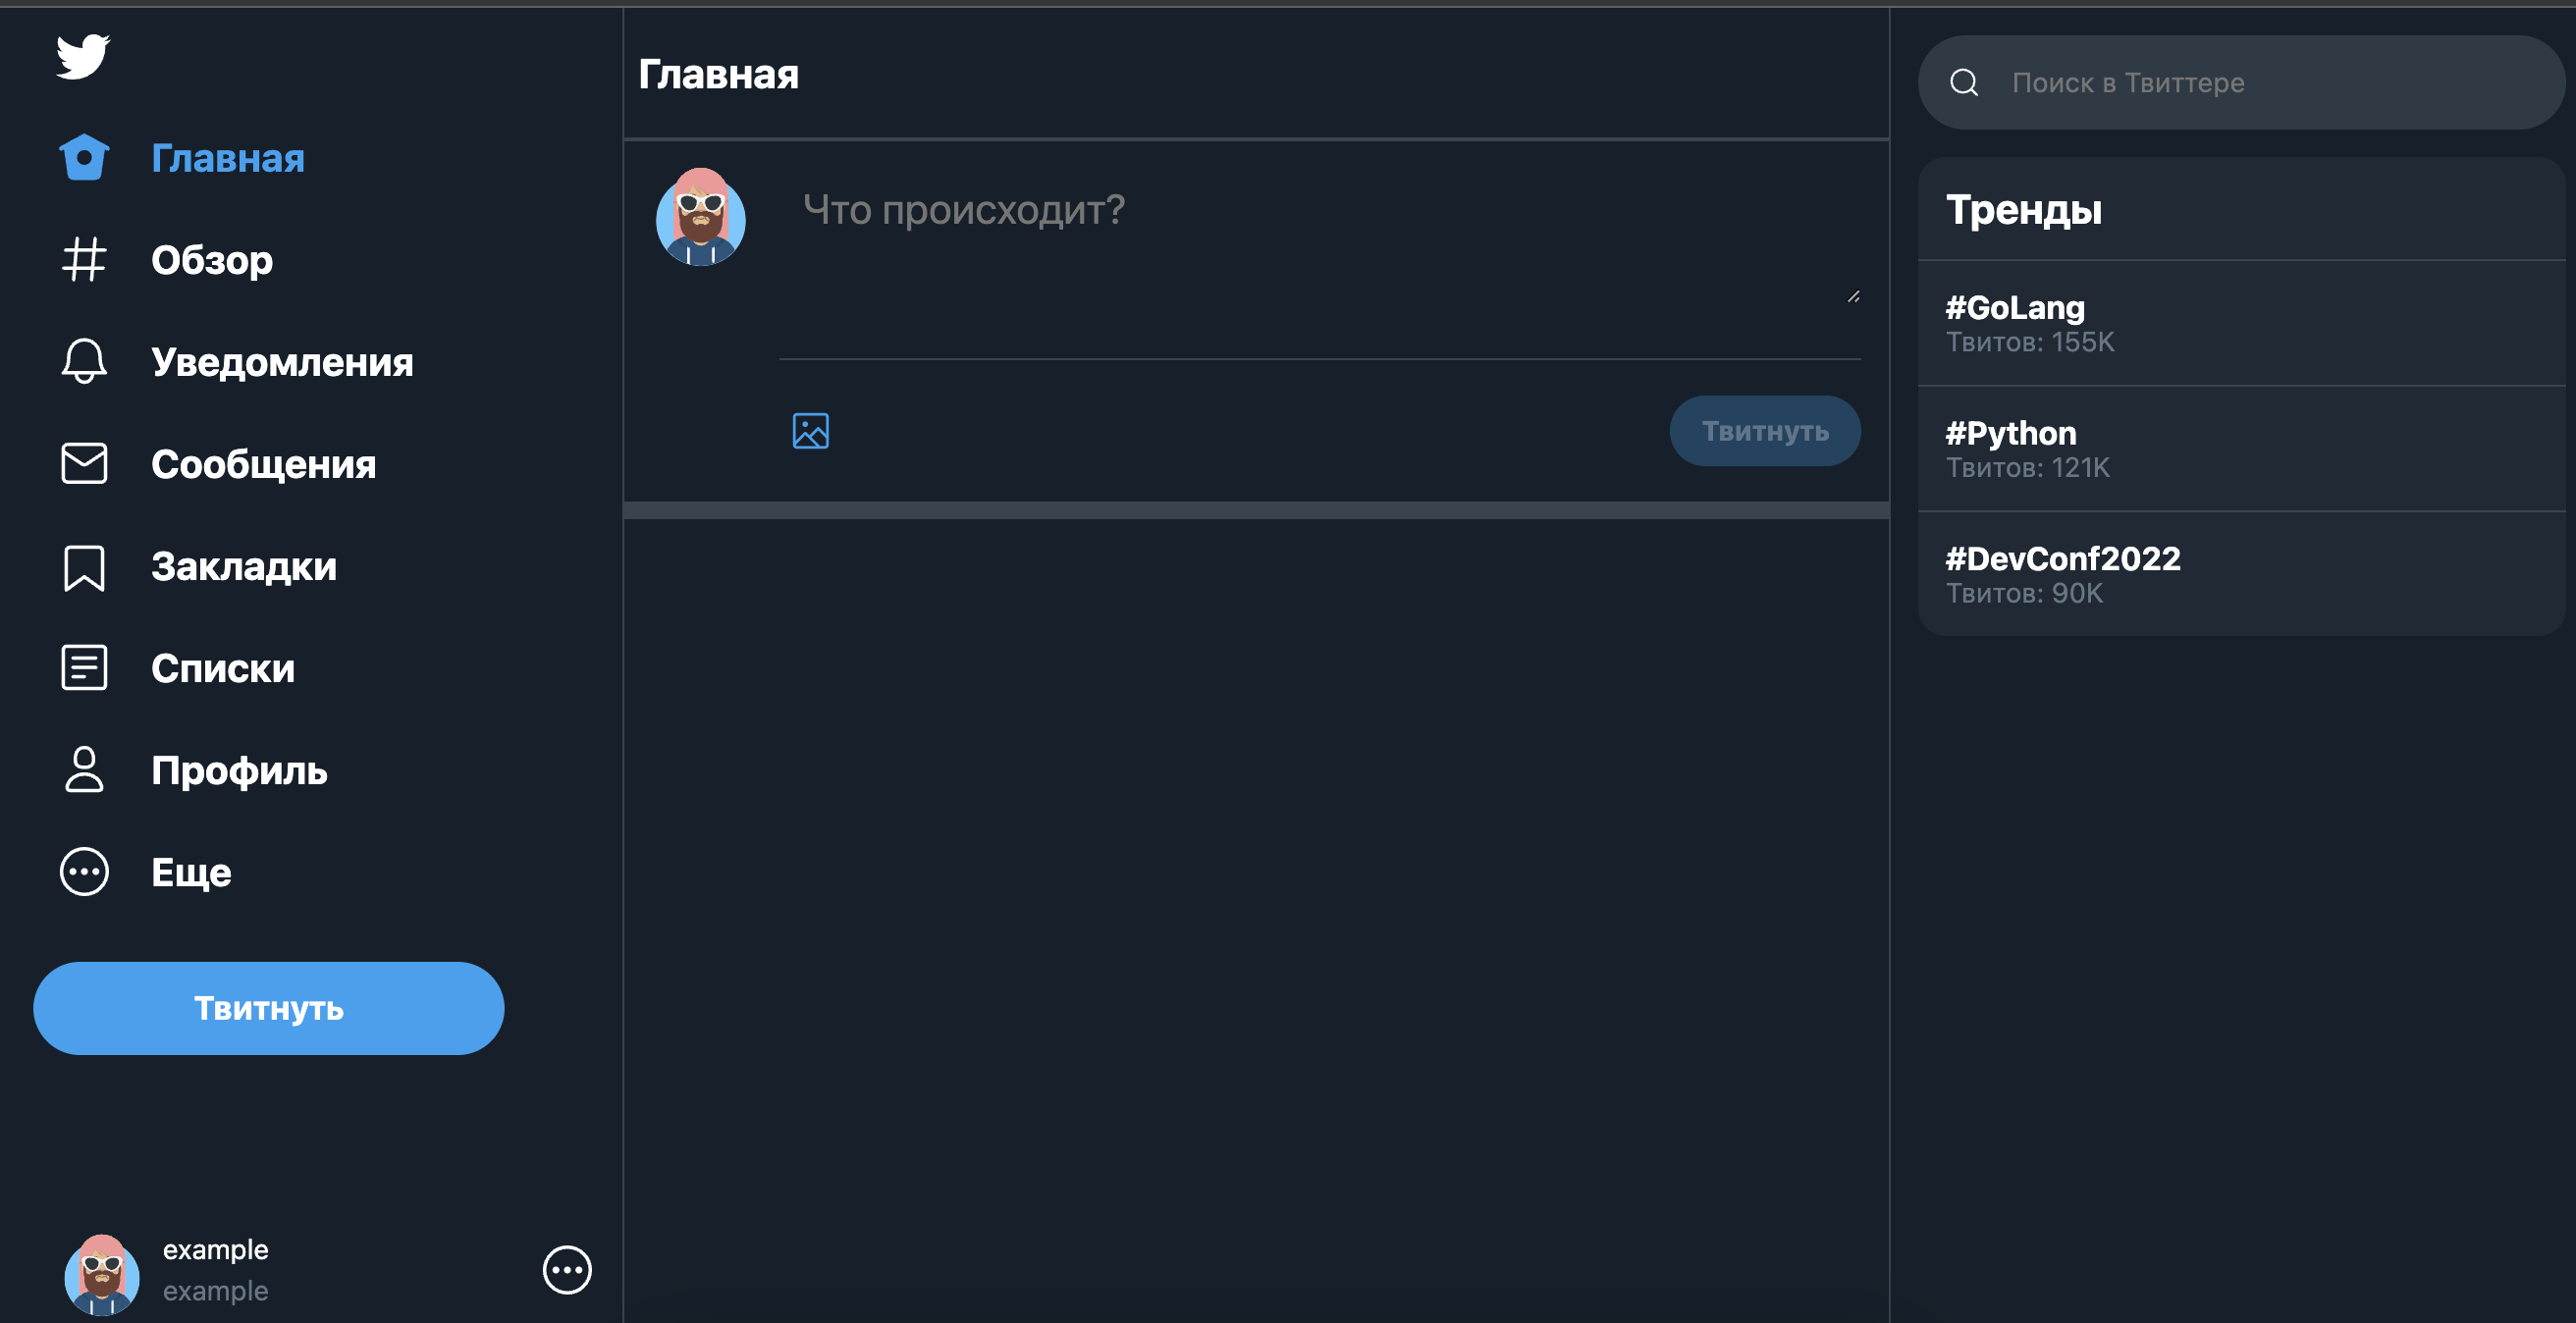 Главная
Обзор
Уведомления
Сообщения
Закладки
Списки
Профиль
Еще
Твитнуть
example
example
Главная
Что происходит?
Твитнуть
Поиск в Твиттере
Тренды
#GoLang
Твитов: 155K
#Python
Твитов: 121K
#DevConf2022
Твитов: 90K